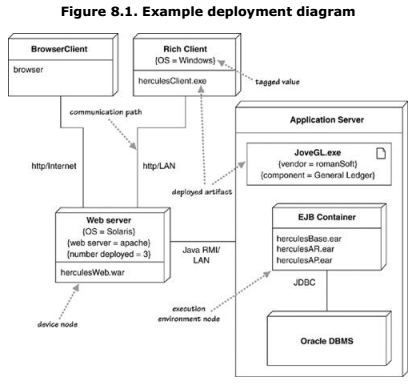 Figure 8.1. Example deployment diagram
BrowserClient
browser
Rich Client
{OS = Windows}
herculesClient.exe
tagged value
communication path
http/Internet
http/LAN
deployed artifact
Application Server
JoveGL.exe
{vendor = romanSoft}
{component = General Ledger}
Web server
{OS = Solaris}
{web server = apache}
{number deployed = 3}
herculesWeb.war
Java RMI/
LAN
EJB Container
herculesBase.ear
herculesAR.ear
herculesAP.ear
JDBC
device node
execution
environment node
Oracle DBMS